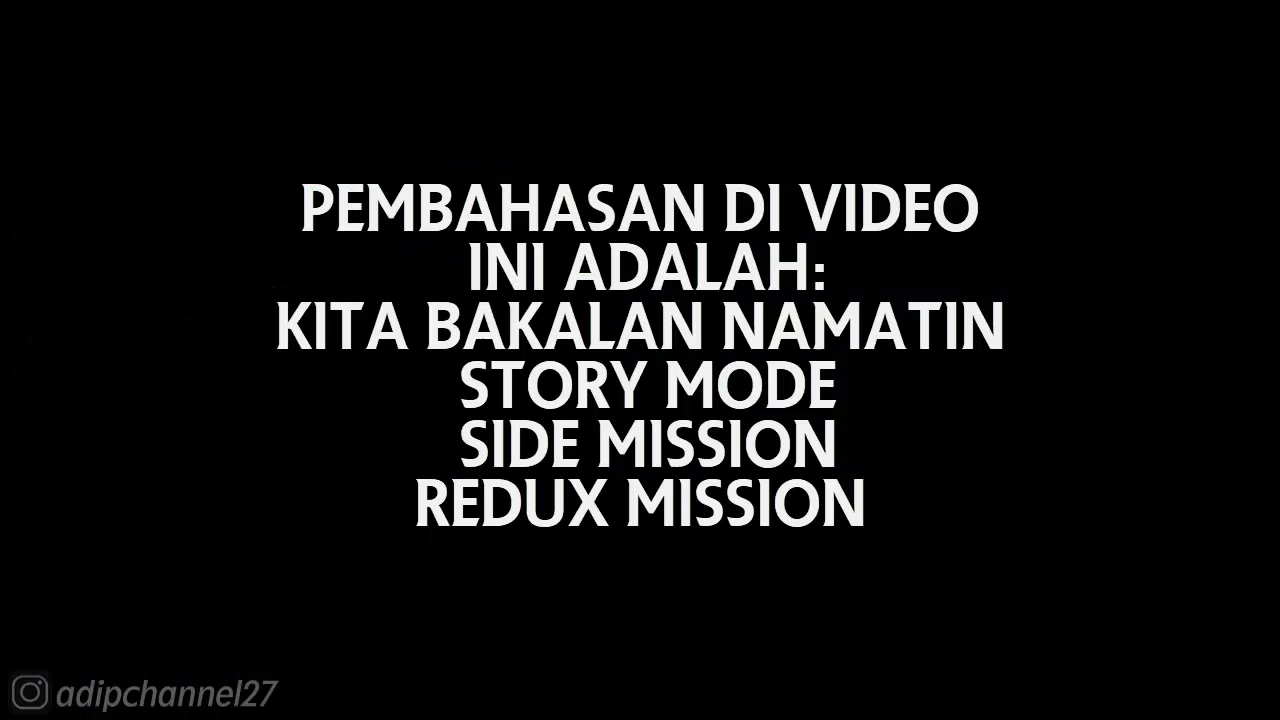 PEMBAHASAN DI VIDEO
INI ADALAH:
KITA BAKALAN NAMATIN
STORY MODE
SIDE MISSION
REDUX MISSION
adipchannel27